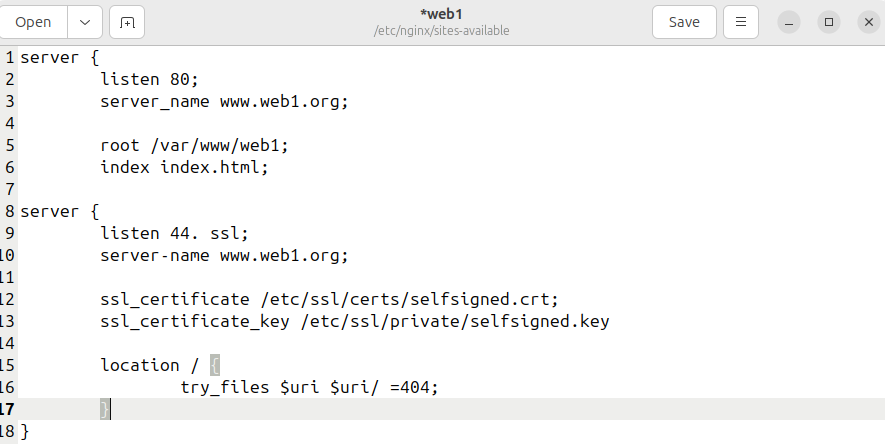 Open
*web1
/etc/nginx/sites-available
Save
1 server {
2 listen 80;
3 server_name www.web1.org;
4
5 root /var/www/web1;
6 index index.html;
7
8 server {
9 listen 44. ssl;
10 server-name www.web1.org;
11
12 ssl_certificate /etc/ssl/certs/selfsigned.crt;
13 ssl_certificate_key /etc/ssl/private/selfsigned.key
14
15 location / {
16 try_files $uri $uri/ =404;
17 }
18 }